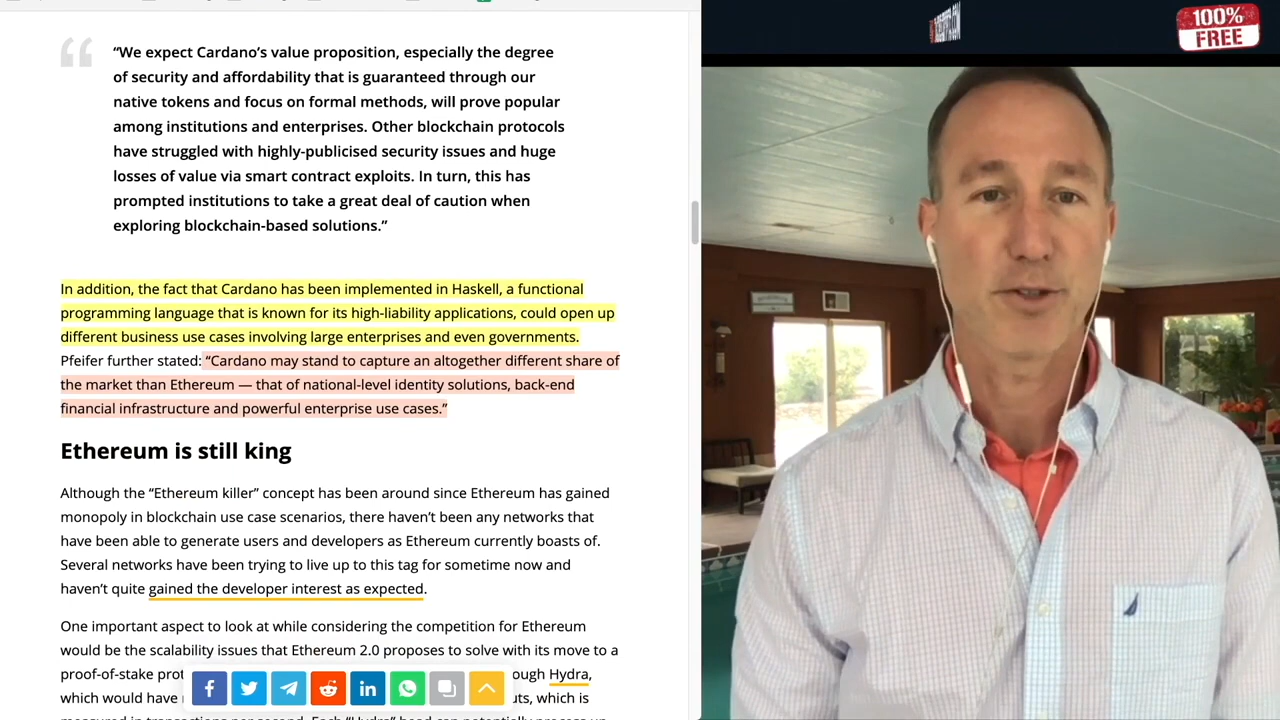 “We expect Cardano’s value proposition, especially the degree
of security and affordability that is guaranteed through our
native tokens and focus on formal methods, will prove popular
among institutions and enterprises. Other blockchain protocols
have struggled with highly-publicised security issues and huge
losses of value via smart contract exploits. In turn, this has
prompted institutions to take a great deal of caution when
exploring blockchain-based solutions.”
In addition, the fact that Cardano has been implemented in Haskell, a functional
programming language that is known for its high-liability applications, could open up
different business use cases involving large enterprises and even governments.
Pfeifer further stated: “Cardano may stand to capture an altogether different share of
the market than Ethereum — that of national-level identity solutions, back-end
financial infrastructure and powerful enterprise use cases.”
Ethereum is still king
Although the “Ethereum killer” concept has been around since Ethereum has gained
monopoly in blockchain use case scenarios, there haven’t been any networks that
have been able to generate users and developers as Ethereum currently boasts of.
Several networks have been trying to live up to this tag for sometime now and
haven’t quite gained the developer interest as expected.
One important aspect to look at while considering the competition for Ethereum
would be the scalability issues that Ethereum 2.0 proposes to solve with its move to a
proof-of-stake Hydra,
which would have which is
100%
FREE